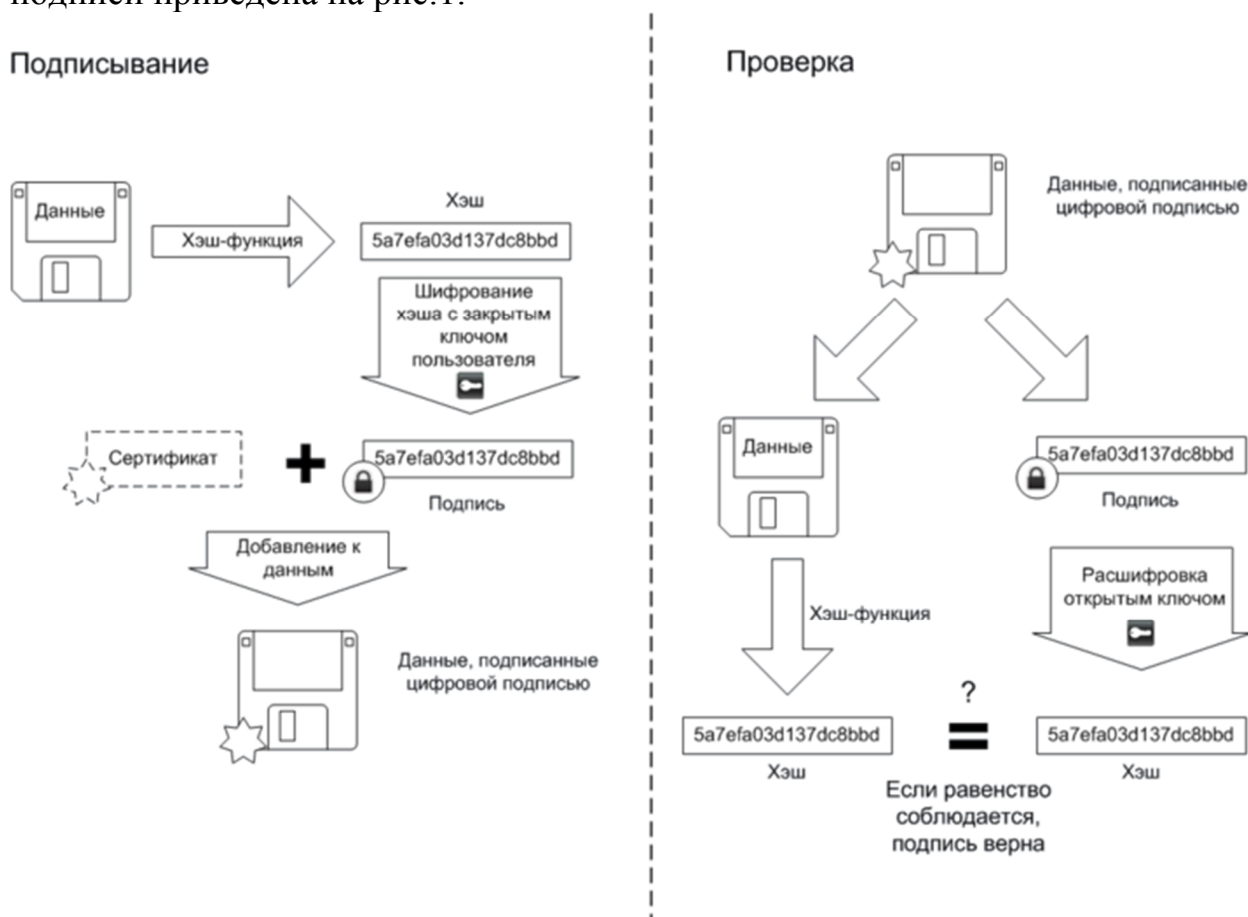 подписи приведена на рис.1.
Подписывание
Данные
Хэш-функция
Хэш
5a7efa03d137dc8bbd
Шифрование
хэша с закрытым
ключом
пользователя
Сертификат
5a7efa03d137dc8bbd
Подпись
Добавление к
данным
Данные, подписанные
цифровой подписью
Проверка
Данные, подписанные
цифровой подписью
Данные
5a7efa03d137dc8bbd
Подпись
Хэш-функция
Расшифровка
открытым ключом
5a7efa03d137dc8bbd
Хэш
?
=
5a7efa03d137dc8bbd
Хэш
Если равенство
соблюдается,
подпись верна